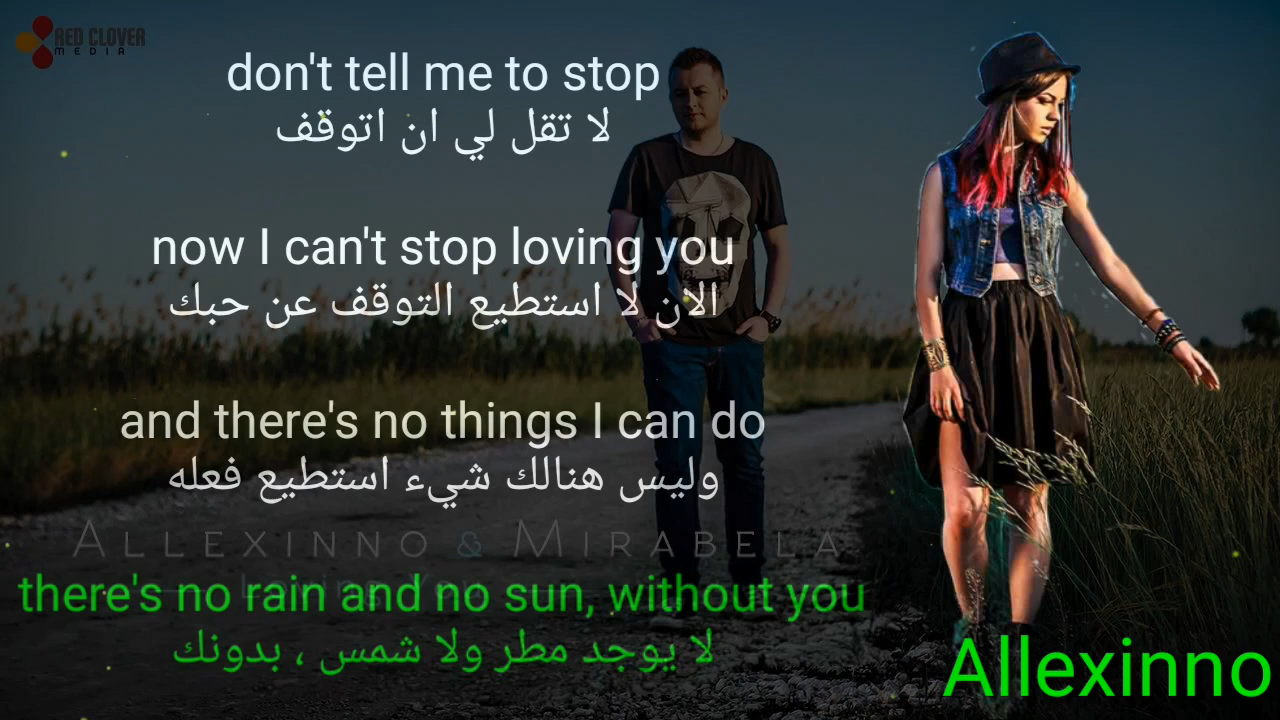 RED CLOVER
MEDIA
don't tell me to stop
لا تقل لي ان اتوقف
now I can't stop loving you
الان لا استطيع التوقف عن حبك
and there's no things I can do
وليس هنالك شيء استطيع فعله
ALLEXINNO & MIRABELA
Loving You
there's no rain and no sun, without you
لا يوجد مطر ولا شمس ، بدونك
Allexinno